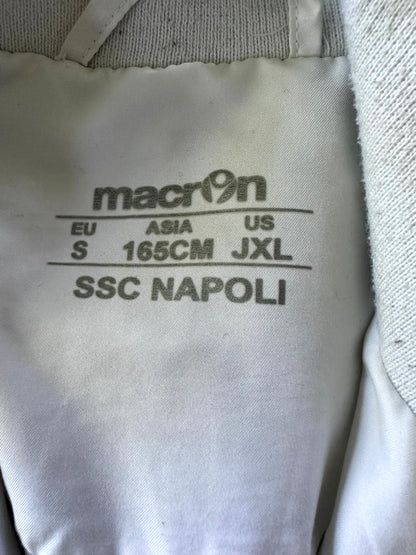 macron
EU ASIA US
S 165CM JXL
SSC NAPOLI